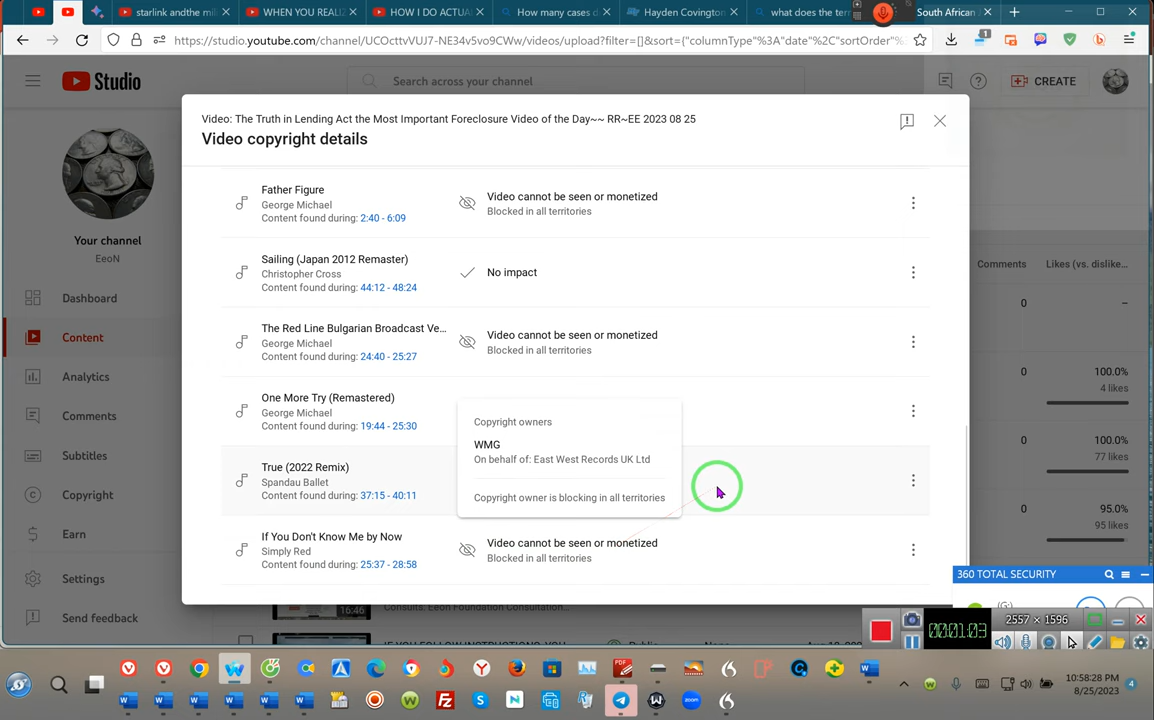 starlink andthe mi
WHEN YOU REALI
HOW I DO ACTUA
How many cases d
Hayden Covington
what does the ter
South African
https://studio.youtube.com/channel/UCOcttvVUJ7-NE34v5vo9CWw/videos/upload?filter=[]&sort={"columnType"%3A"date"%2C"sortOrder"
Studio
Search across your channel
CREATE
Video: The Truth in Lending Act the Most Important Foreclosure Video of the Day~~ RR~EE 2023 08 25
Video copyright details
Father Figure
George Michael
Content found during: 2:40 - 6:09
Video cannot be seen or monetized
Blocked in all territories
Sailing (Japan 2012 Remaster)
Christopher Cross
Content found during: 44:12 - 48:24
No impact
The Red Line Bulgarian Broadcast Ve...
George Michael
Content found during: 24:40 - 25:27
Video cannot be seen or monetized
Blocked in all territories
One More Try (Remastered)
George Michael
Content found during: 19:44 - 25:30
Copyright owners
WMG
On behalf of: East West Records UK Ltd
Copyright owner is blocking in all territories
True (2022 Remix)
Spandau Ballet
Content found during: 37:15 - 40:11
If You Don't Know Me by Now
Simply Red
Content found during: 25:37 - 28:58
Video cannot be seen or monetized
Blocked in all territories
Your channel
EeoN
Dashboard
Content
Analytics
Comments
Subtitles
Copyright
Earn
Settings
Send feedback
Comments
Likes (vs. dislike...
0
–
0
100.0%
4 likes
0
100.0%
77 likes
0
95.0%
95 likes
16:46
Consults. Eeon Foundation Consultation...
360 TOTAL SECURITY
(G:)
2557 × 1596
00:01:03
10:58:28 PM
8/25/2023
4